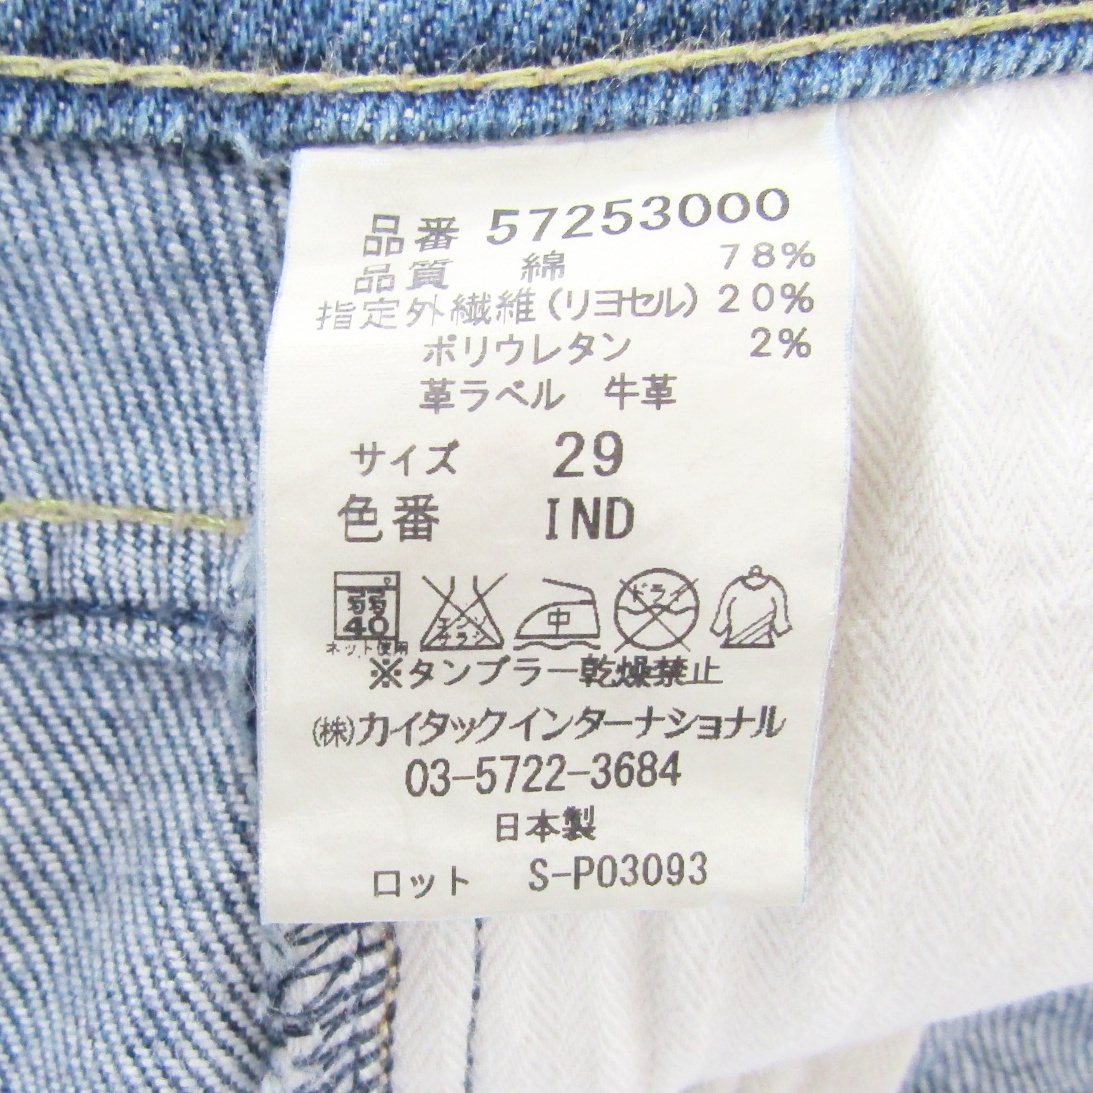 品番 57253000
品質 綿 78%
指定外繊維(リヨセル) 20%
ポリウレタン 2%
革ラベル 牛革
サイズ 29
色番 IND
弱 40 エンソサラシ 中 ドライ
ネット使用
※タンブラー乾燥禁止
(株)カイタックインターナショナル
03-5722-3684
日本製
ロット S-P03093